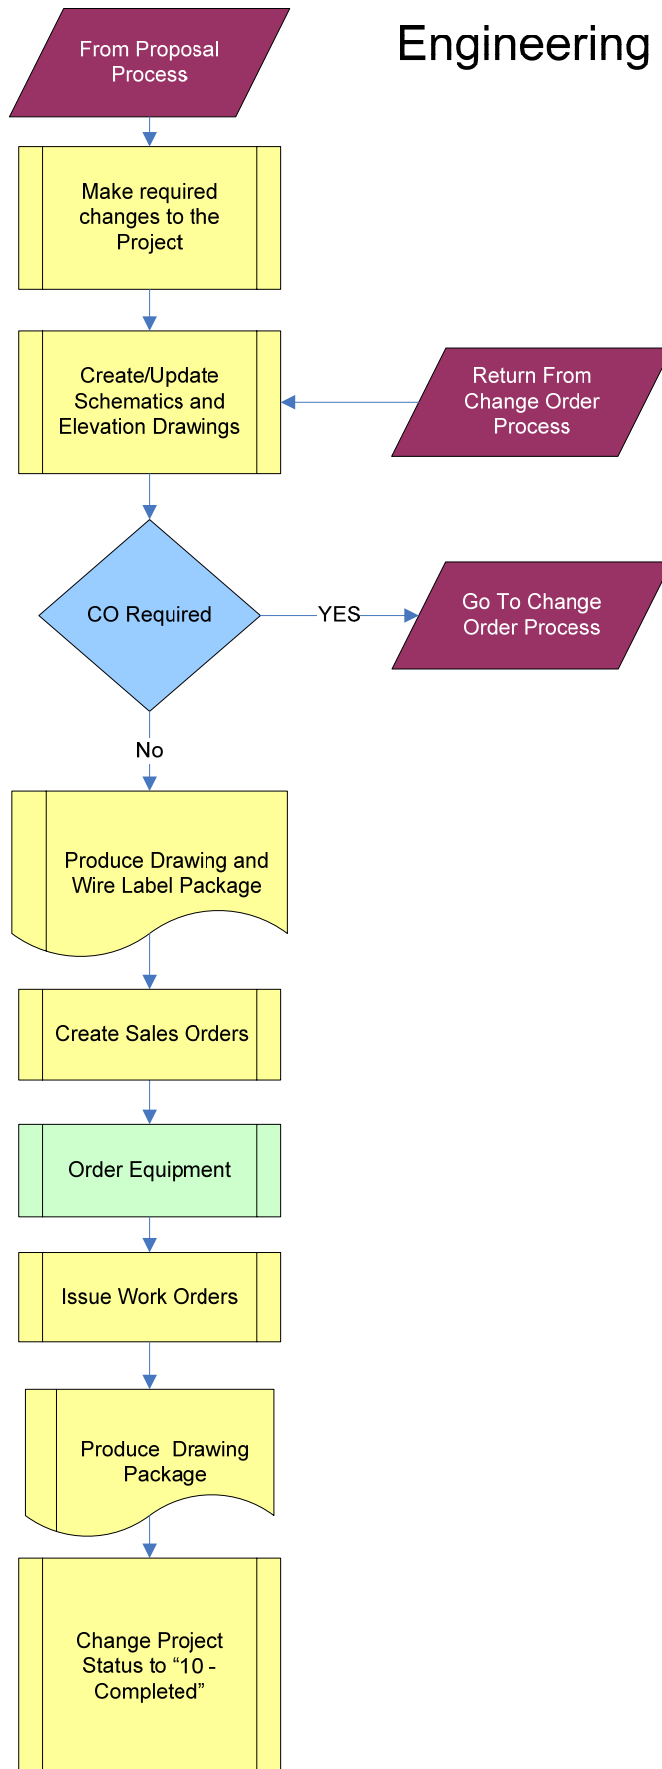 Engineering
From Proposal
Process
Make required
changes to the
Project
Create/Update
Schematics and
Elevation Drawings
Return From
Change Order
Process
CO Required
YES
Go To Change
Order Process
No
Produce Drawing and
Wire Label Package
Create Sales Orders
Order Equipment
Issue Work Orders
Produce  Drawing
Package
Change Project
Status to “10 -
Completed”